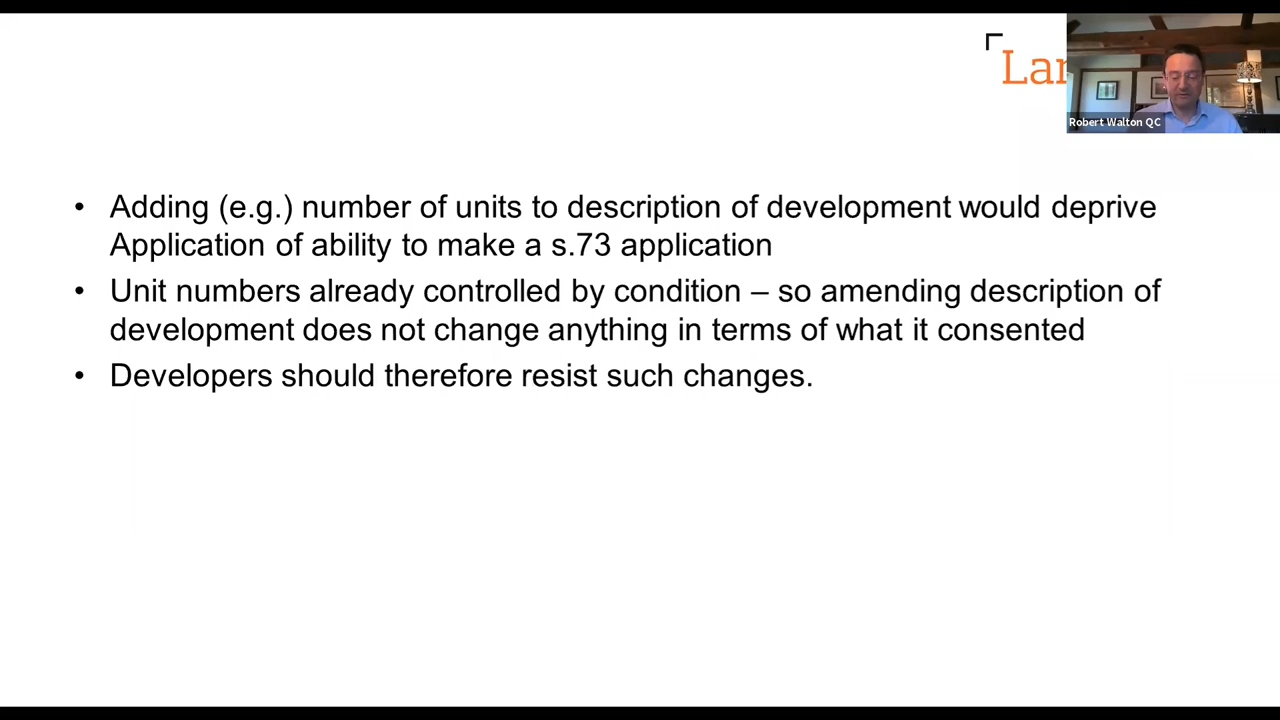 Lan
Robert Walton QC
• Adding (e.g.) number of units to description of development would deprive
Application of ability to make a s.73 application
• Unit numbers already controlled by condition – so amending description of
development does not change anything in terms of what it consented
• Developers should therefore resist such changes.